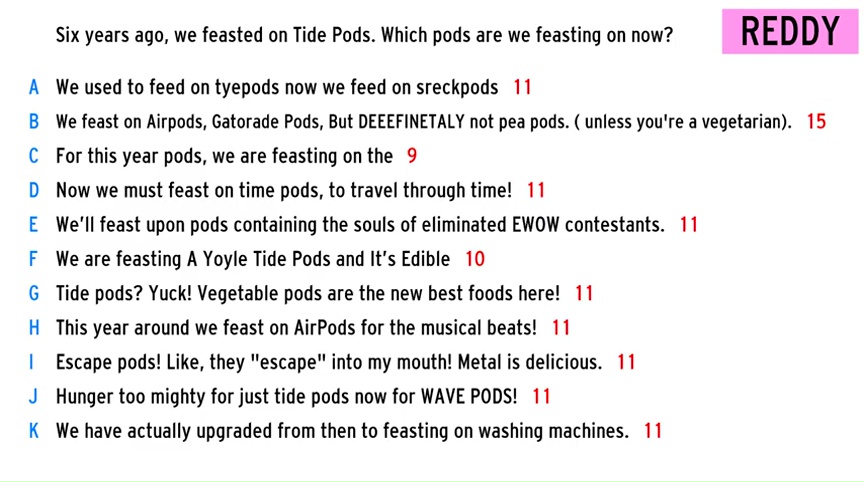 Six years ago, we feasted on Tide Pods. Which pods are we feasting on now?
REDDY
A We used to feed on tyepods now we feed on sreckpods 11
B We feast on Airpods, Gatorade Pods, But DEEEFINETALY not pea pods. ( unless you're a vegetarian). 15
C For this year pods, we are feasting on the 9
D Now we must feast on time pods, to travel through time! 11
E We'll feast upon pods containing the souls of eliminated EWOW contestants. 11
F We are feasting A Yoyle Tide Pods and It's Edible 10
G Tide pods? Yuck! Vegetable pods are the new best foods here! 11
H This year around we feast on AirPods for the musical beats! 11
I Escape pods! Like, they "escape" into my mouth! Metal is delicious. 11
J Hunger too mighty for just tide pods now for WAVE PODS! 11
K We have actually upgraded from then to feasting on washing machines. 11